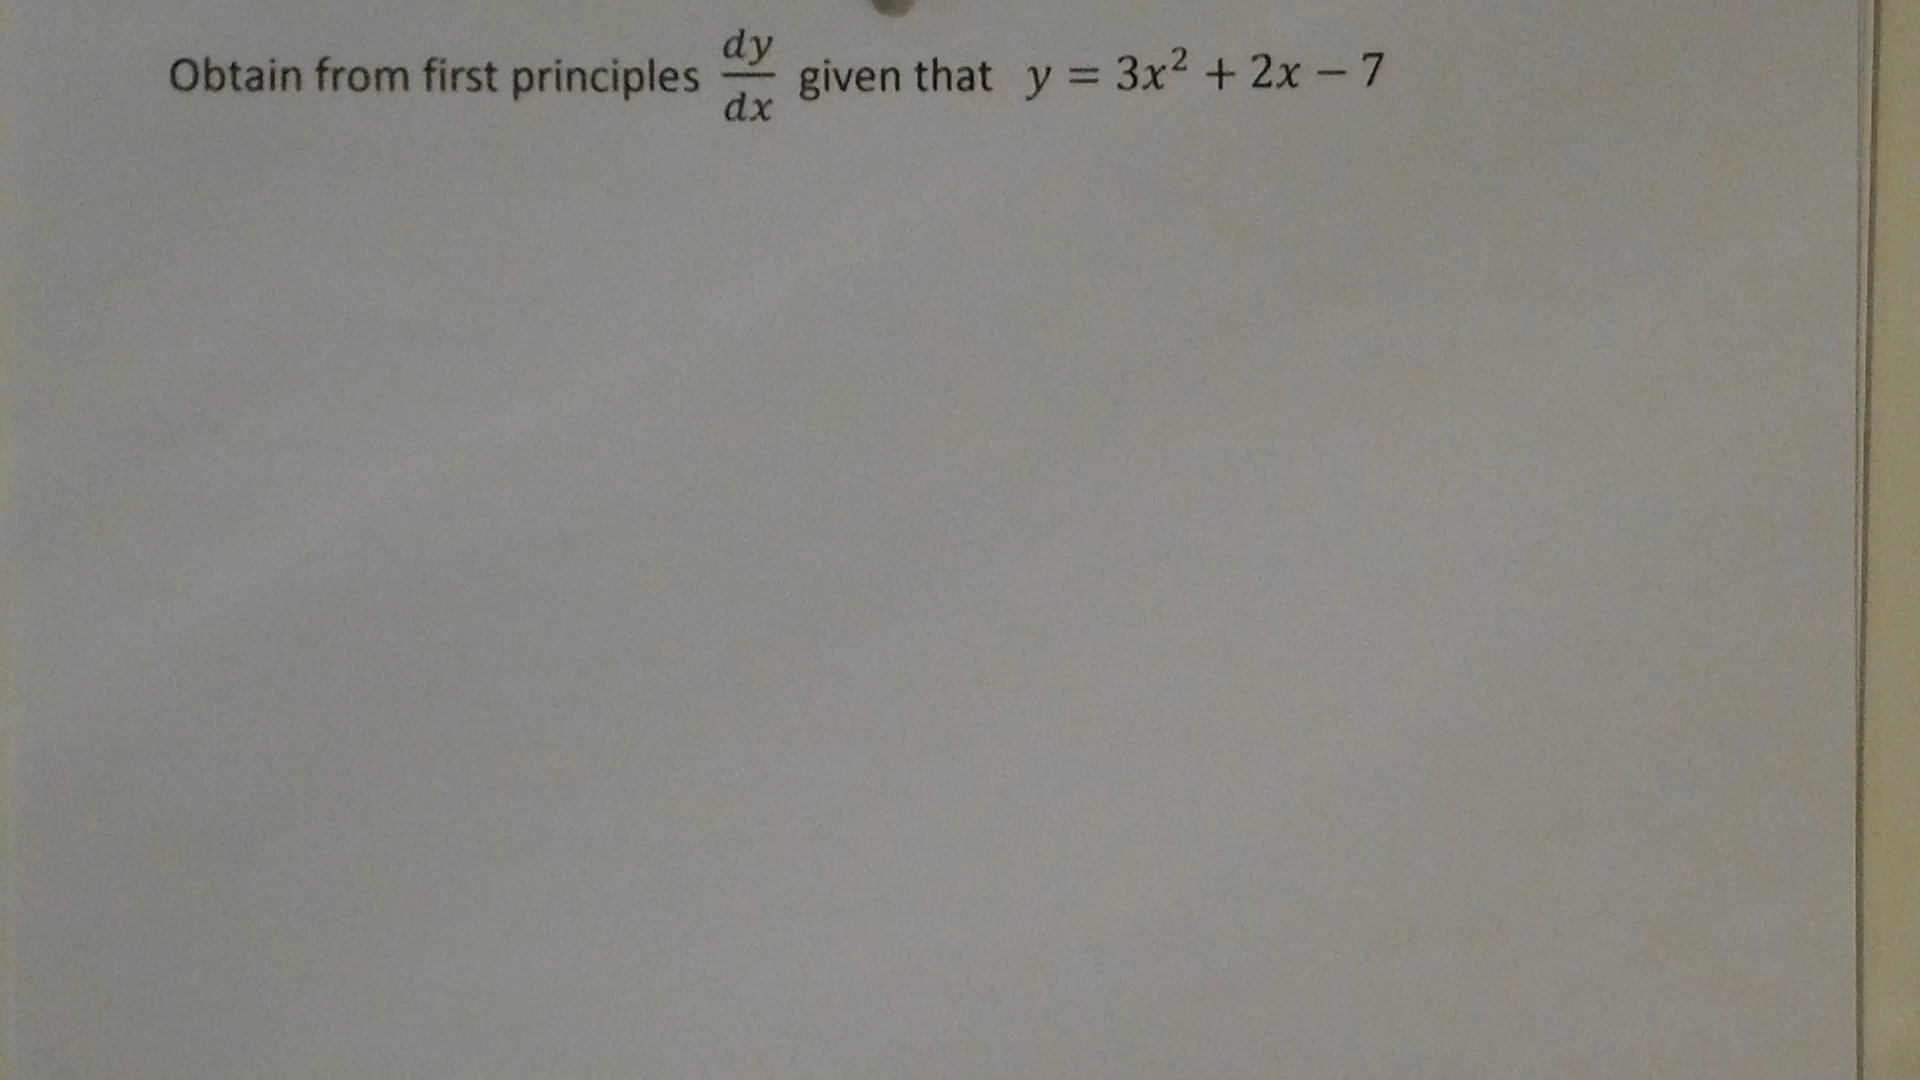 Obtain from first principles dy/dx given that y = 3x² + 2x − 7